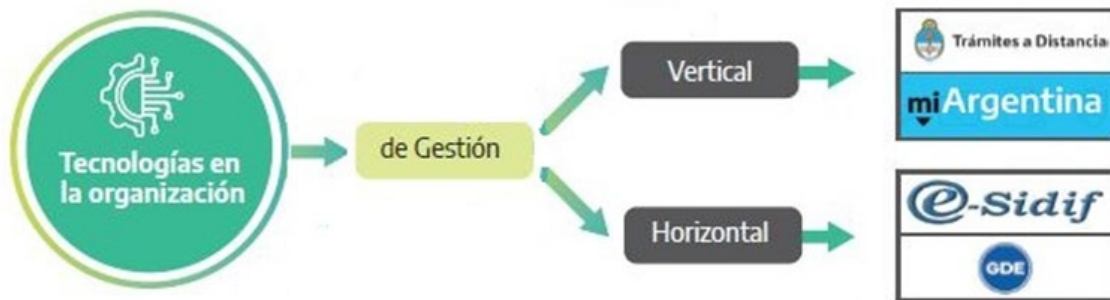 Tecnologías en
la organización
de Gestión
Vertical
Trámites a Distancia
miArgentina
Horizontal
e-Sidif
GDE